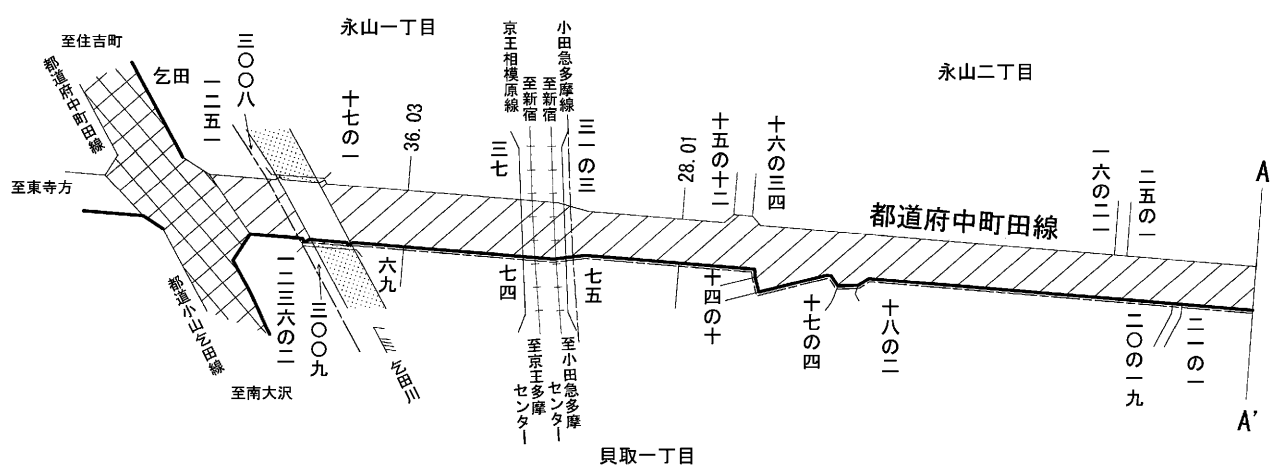 永山一丁目
永山二丁目
至住吉町
都道府中町田線
乞田
一二五一
三〇〇八
十七の一
36.03
京王相模原線
至新宿
至新宿
小田急多摩線
三七
三一の三
28.01
十五の十二
十六の三四
都道府中町田線
一六の二一
二五の一
A
至東寺方
都道小山乞田線
至南大沢
一二三六の二
三〇〇九
六九
乞田川
七四
七五
至京王多摩センター
至小田急多摩センター
十四の十
十七の四
十八の二
二〇の一九
二一の一
A'
貝取一丁目